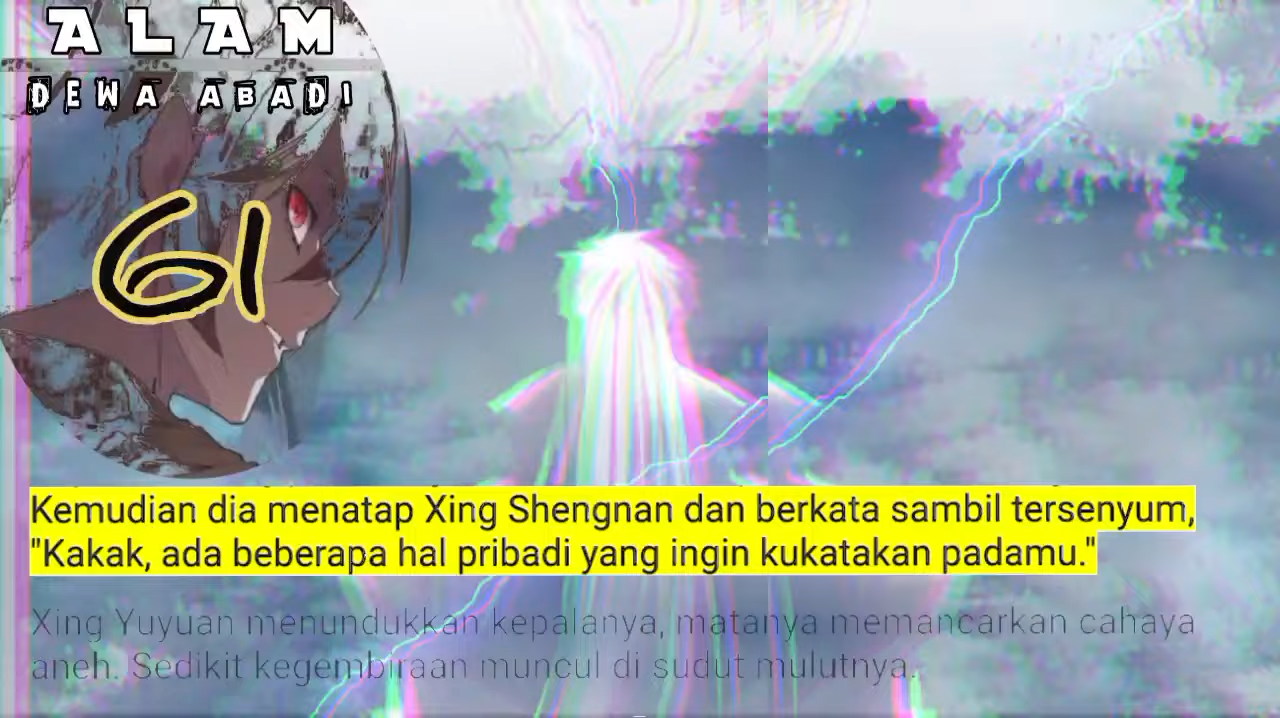 ALAM
DEWA ABADI
61
Kemudian dia menatap Xing Shengnan dan berkata sambil tersenyum,
"Kakak, ada beberapa hal pribadi yang ingin kukatakan padamu."
Xing Yuyuan menundukkan kepalanya, matanya memancarkan cahaya
aneh. Sedikit kegembiraan muncul di sudut mulutnya.